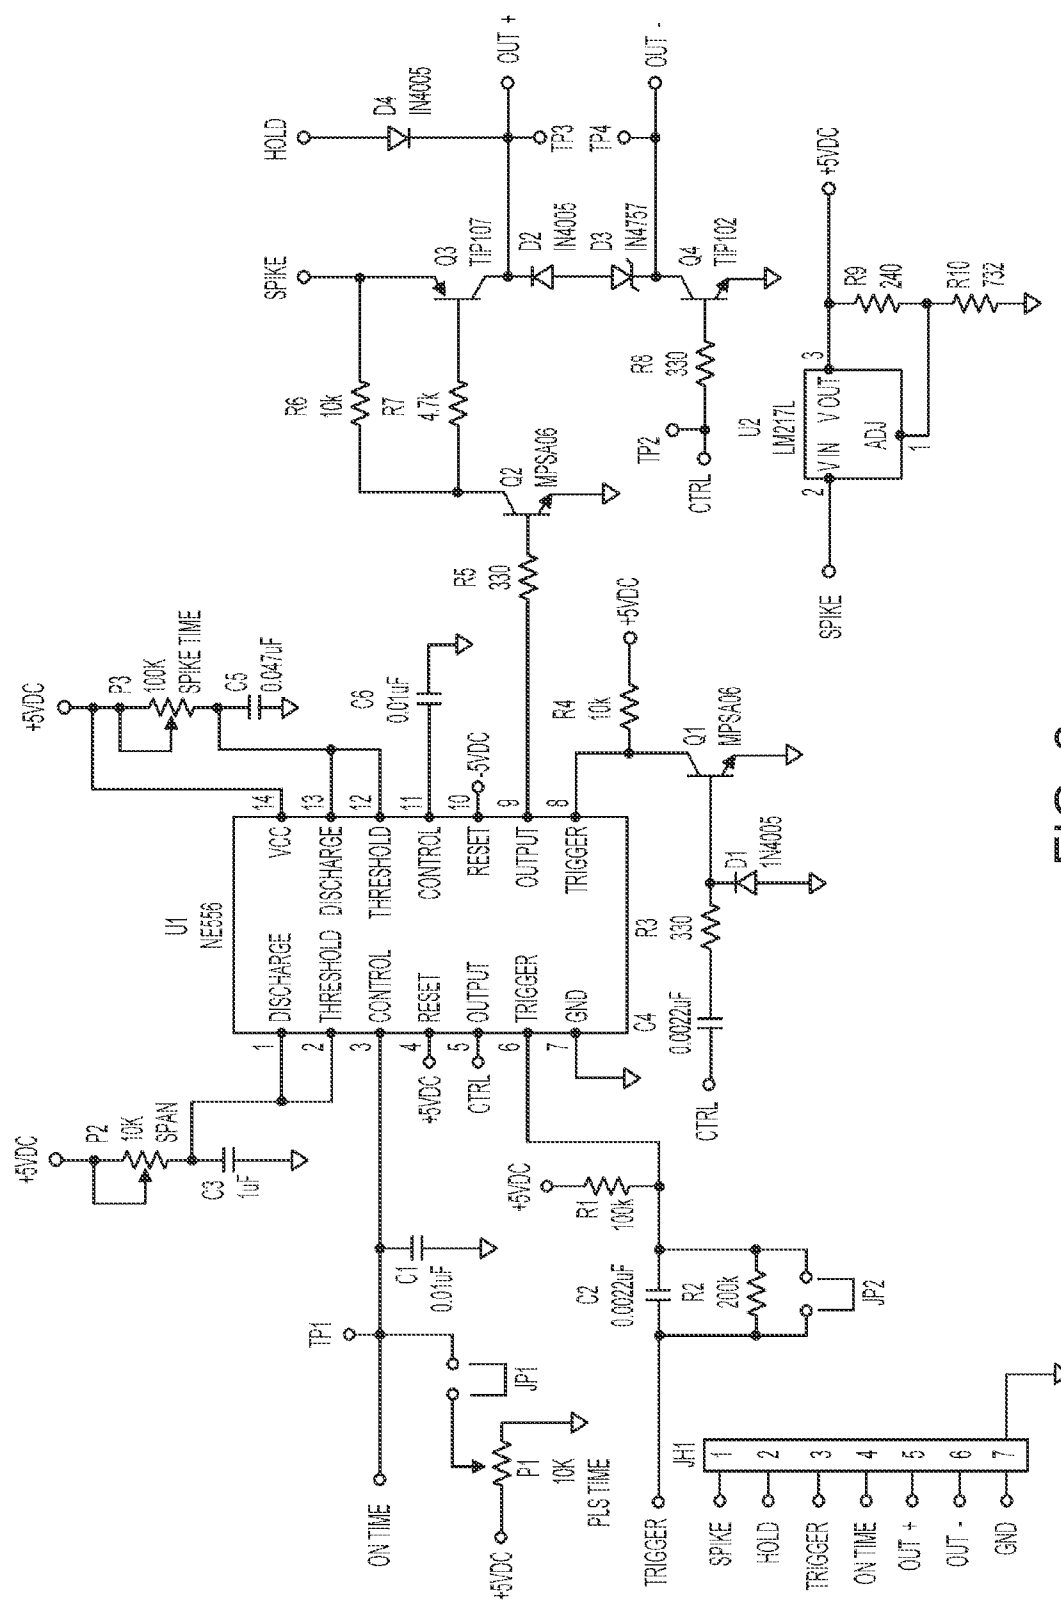 +5VDC
P2
10K
SPAN
C3
1uF
+5VDC
P3
100K
SPIKE TIME
C5
0.047uF
U1
NE556
1
DISCHARGE
2
THRESHOLD
3
CONTROL
4
RESET
+5VDC
5
OUTPUT
CTRL
6
TRIGGER
7
GND
14
VCC
13
DISCHARGE
12
THRESHOLD
11
CONTROL
10
RESET
-5VDC
9
OUTPUT
8
TRIGGER
C6
0.01uF
TP1
C1
0.01uF
ON TIME
JP1
P1
10K
PLS TIME
+5VDC
+5VDC
R1
100k
C2
0.0022uF
R2
200k
JP2
TRIGGER
JH1
SPIKE
1
HOLD
2
TRIGGER
3
ON TIME
4
OUT +
5
OUT -
6
GND
7
CTRL
C4
0.0022uF
R3
330
D1
1N4005
Q1
MPSA06
R4
10k
+5VDC
R5
330
Q2
MPSA06
R6
10k
R7
4.7k
SPIKE
Q3
TIP107
HOLD
D4
IN4005
OUT +
TP3
D2
IN4005
D3
IN4757
TP4
OUT -
Q4
TIP102
R8
330
TP2
CTRL
U2
LM217L
2
V IN
V OUT
3
ADJ
1
SPIKE
+5VDC
R9
240
R10
732